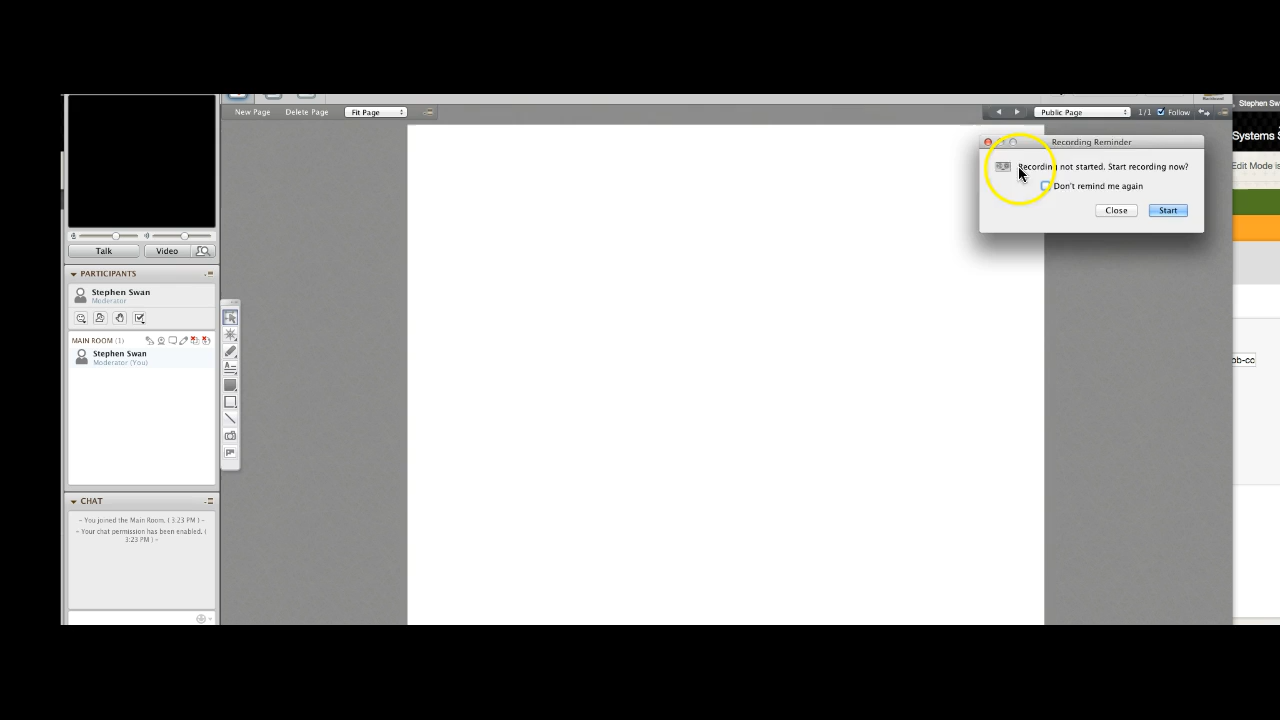 Stephen Sw
New Page Delete Page Fit Page
Public Page 1/1 Follow
Recording Reminder
Systems S
Recording not started. Start recording now?
Edit Mode is
Don't remind me again
Close Start
Talk Video
PARTICIPANTS
Stephen Swan
Moderator
MAIN ROOM (1)
Stephen Swan
Moderator (You)
bb-cc
CHAT
– You joined the Main Room. ( 3:23 PM ) –
– Your chat permission has been enabled. (
3:23 PM ) –